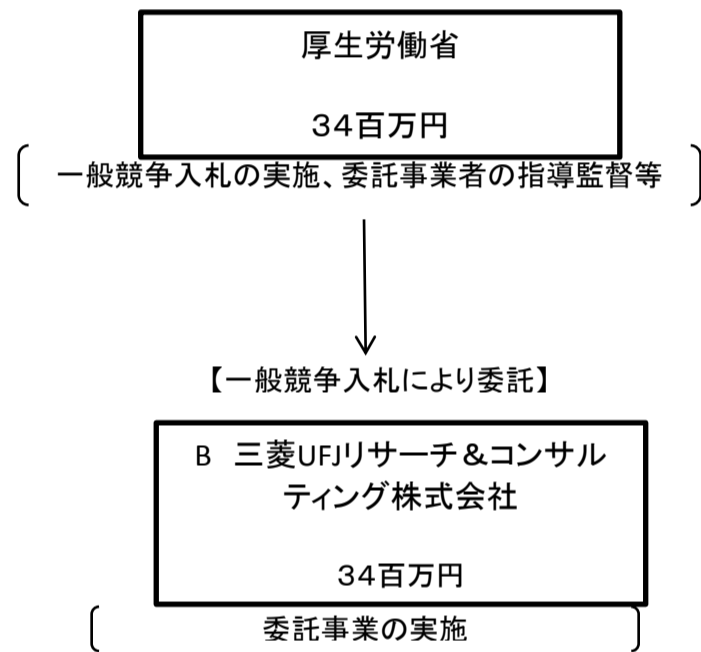 厚生労働省
34百万円
一般競争入札の実施、委託事業者の指導監督等
【一般競争入札により委託】
B 三菱UFJリサーチ＆コンサル
ティング株式会社
34百万円
委託事業の実施